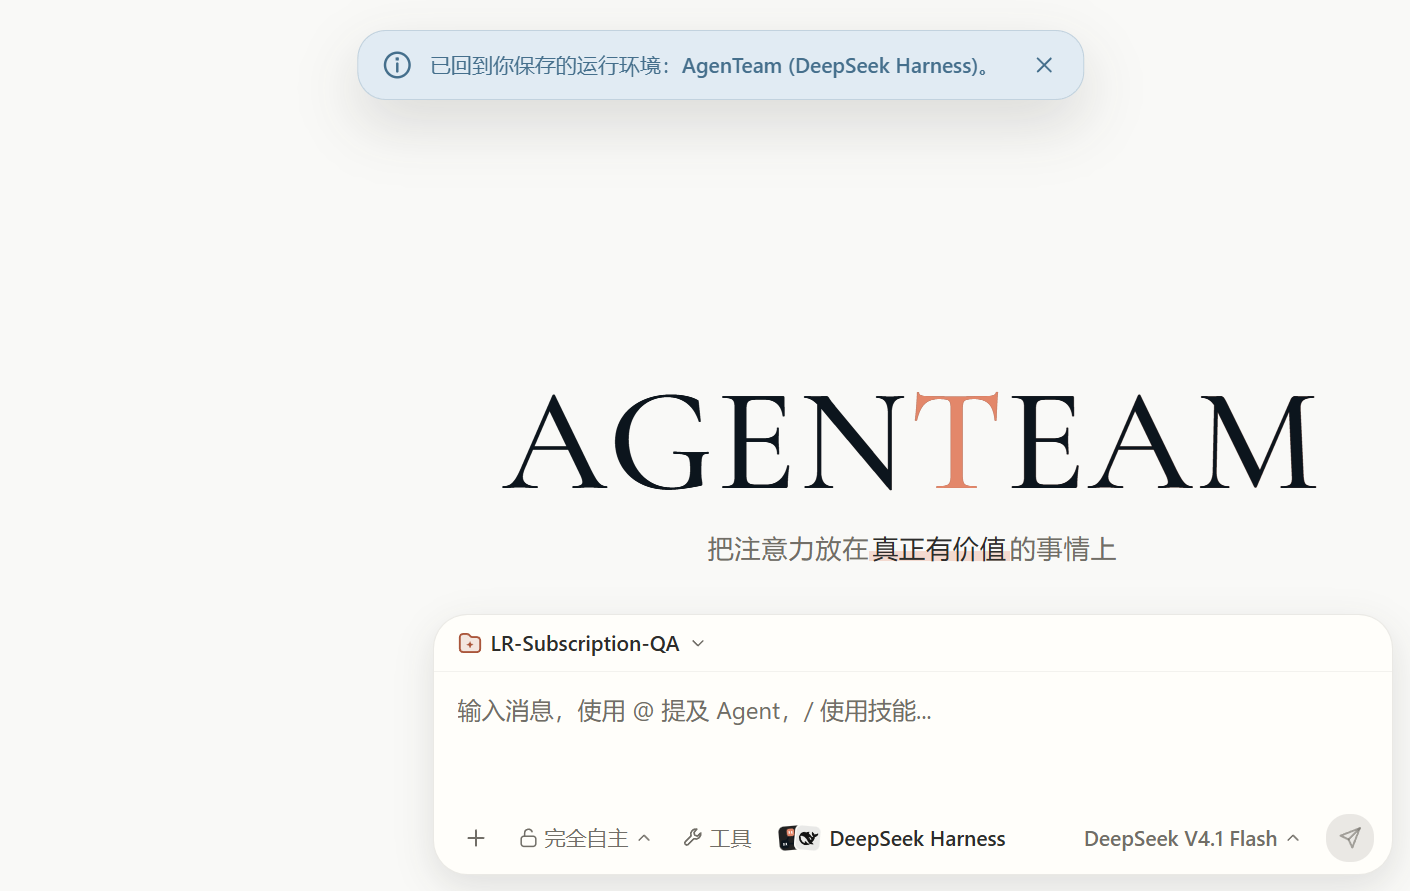 已回到你保存的运行环境：AgenTeam (DeepSeek Harness)。
AGENTEAM
把注意力放在真正有价值的事情上
LR-Subscription-QA
输入消息，使用 @ 提及 Agent，/ 使用技能...
完全自主 工具 DeepSeek Harness DeepSeek V4.1 Flash